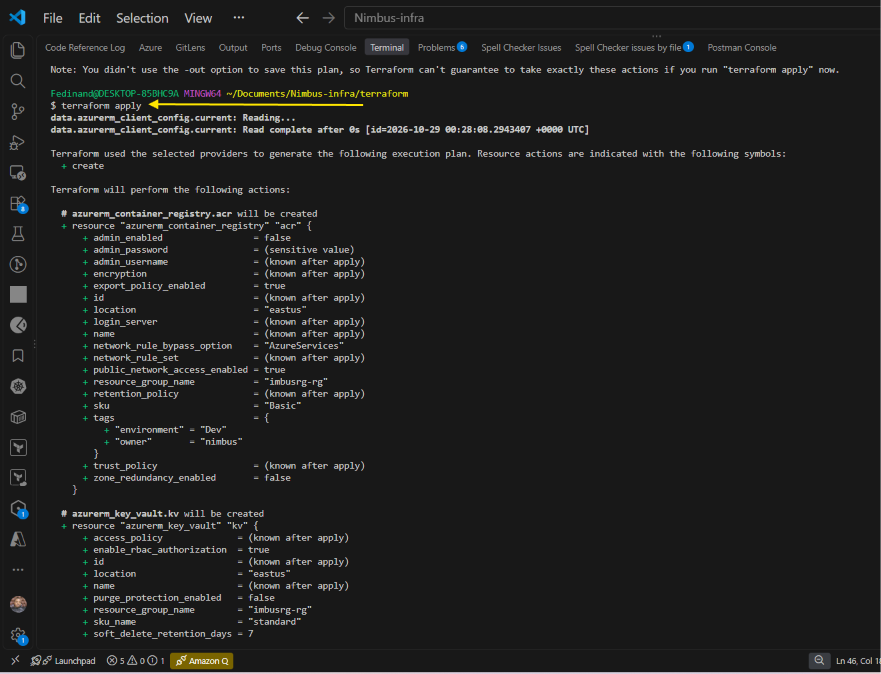 File Edit Selection View ··· ← → Nimbus-infra
Code Reference Log Azure GitLens Output Ports Debug Console Terminal Problems 6 Spell Checker Issues Spell Checker issues by file 1 Postman Console
Note: You didn't use the -out option to save this plan, so Terraform can't guarantee to take exactly these actions if you run "terraform apply" now.
Fedinand@DESKTOP-85BHC9A MINGW64 ~/Documents/Nimbus-infra/terraform
$ terraform apply
data.azurerm_client_config.current: Reading...
data.azurerm_client_config.current: Read complete after 0s [id=2026-10-29 00:28:08.2943407 +0000 UTC]
Terraform used the selected providers to generate the following execution plan. Resource actions are indicated with the following symbols:
+ create
Terraform will perform the following actions:
# azurerm_container_registry.acr will be created
+ resource "azurerm_container_registry" "acr" {
+ admin_enabled = false
+ admin_password = (sensitive value)
+ admin_username = (known after apply)
+ encryption = (known after apply)
+ export_policy_enabled = true
+ id = (known after apply)
+ location = "eastus"
+ login_server = (known after apply)
+ name = (known after apply)
+ network_rule_bypass_option = "AzureServices"
+ network_rule_set = (known after apply)
+ public_network_access_enabled = true
+ resource_group_name = "imbusrg-rg"
+ retention_policy = (known after apply)
+ sku = "Basic"
+ tags = {
+ "environment" = "Dev"
+ "owner" = "nimbus"
}
+ trust_policy = (known after apply)
+ zone_redundancy_enabled = false
}
# azurerm_key_vault.kv will be created
+ resource "azurerm_key_vault" "kv" {
+ access_policy = (known after apply)
+ enable_rbac_authorization = true
+ id = (known after apply)
+ location = "eastus"
+ name = (known after apply)
+ purge_protection_enabled = false
+ resource_group_name = "imbusrg-rg"
+ sku_name = "standard"
+ soft_delete_retention_days = 7
Launchpad 5 0 1 Amazon Q Ln 46, Col